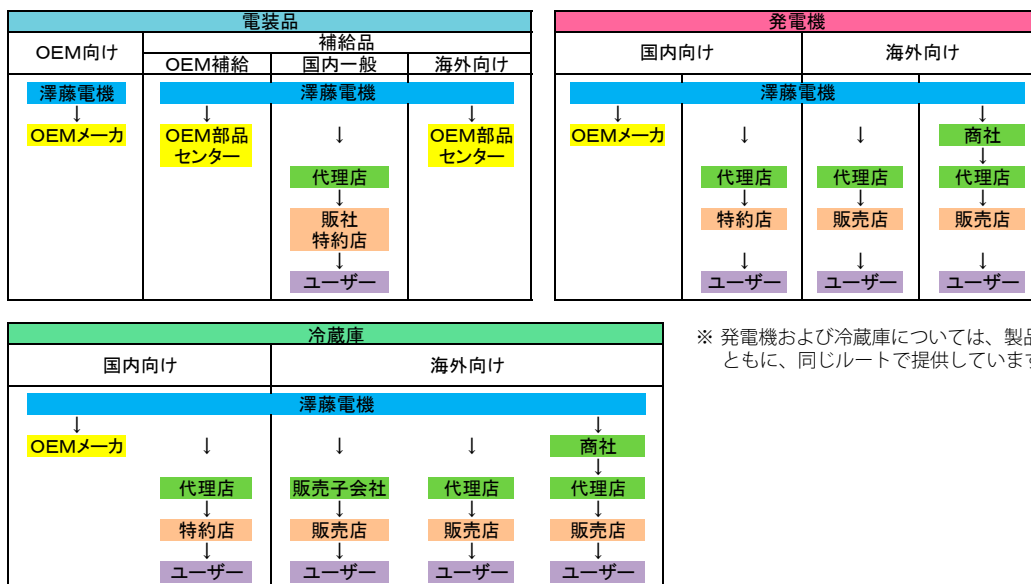 電装品
OEM向け
補給品
OEM補給 国内一般 海外向け
澤藤電機 澤藤電機
↓ ↓ ↓ ↓
OEMメーカ OEM部品 OEM部品
センター センター
代理店
↓
販社
特約店
↓
ユーザー
発電機
国内向け 海外向け
澤藤電機
↓ ↓ ↓ ↓
OEMメーカ 商社
↓
代理店 代理店 代理店
↓ ↓ ↓
特約店 販売店 販売店
↓ ↓ ↓
ユーザー ユーザー ユーザー
冷蔵庫
国内向け 海外向け
澤藤電機
↓ ↓ ↓ ↓ ↓
OEMメーカ 商社
↓
代理店 販売子会社 代理店 代理店
↓ ↓ ↓ ↓
特約店 販売店 販売店 販売店
↓ ↓ ↓ ↓
ユーザー ユーザー ユーザー ユーザー
※ 発電機および冷蔵庫については、製品
ともに、同じルートで提供しています